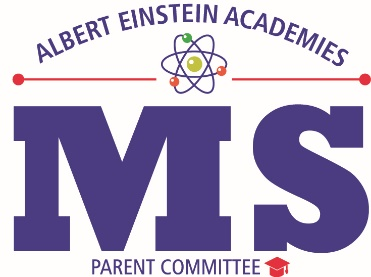 ALBERT EINSTEIN ACADEMIES
MS
PARENT COMMITTEE